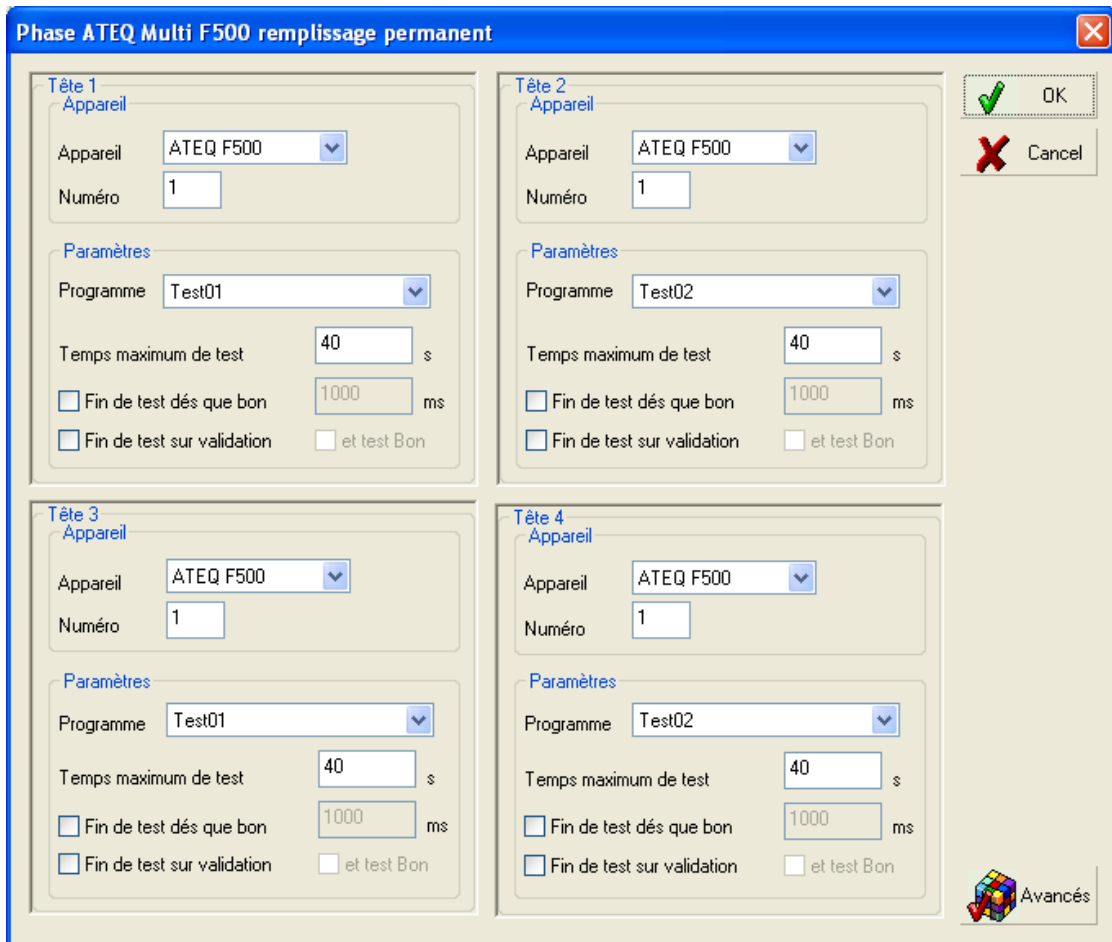 Phase ATEQ Multi F500 remplissage permanent
Tête 1
Appareil
Appareil ATEQ F500
Numéro 1
Paramètres
Programme Test01
Temps maximum de test 40 s
Fin de test dés que bon 1000 ms
Fin de test sur validation et test Bon
Tête 2
Appareil
Appareil ATEQ F500
Numéro 1
Paramètres
Programme Test02
Temps maximum de test 40 s
Fin de test dés que bon 1000 ms
Fin de test sur validation et test Bon
OK
Cancel
Tête 3
Appareil
Appareil ATEQ F500
Numéro 1
Paramètres
Programme Test01
Temps maximum de test 40 s
Fin de test dés que bon 1000 ms
Fin de test sur validation et test Bon
Tête 4
Appareil
Appareil ATEQ F500
Numéro 1
Paramètres
Programme Test02
Temps maximum de test 40 s
Fin de test dés que bon 1000 ms
Fin de test sur validation et test Bon
Avancés